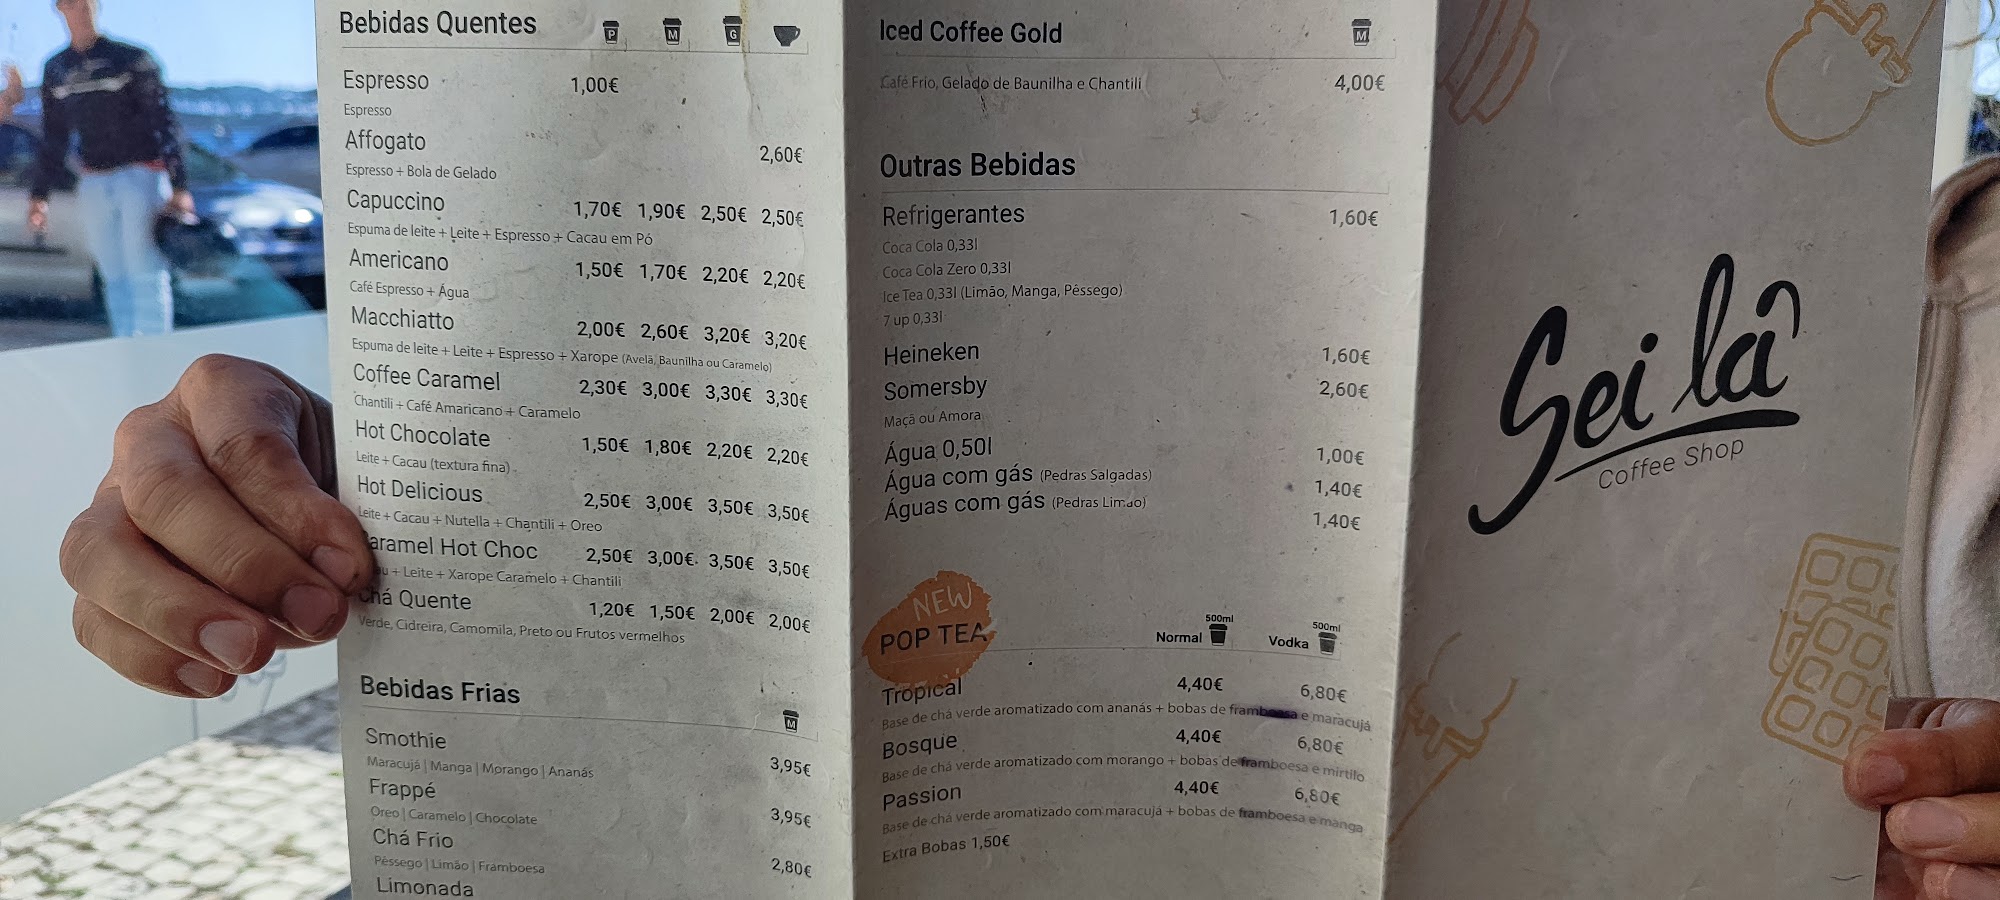 Bebidas Quentes P M G
Espresso 1,00€
Espresso
Affogato 2,60€
Espresso + Bola de Gelado
Capuccino 1,70€ 1,90€ 2,50€ 2,50€
Espuma de leite + Leite + Espresso + Cacau em Pó
Americano 1,50€ 1,70€ 2,20€ 2,20€
Café Espresso + Água
Macchiatto 2,00€ 2,60€ 3,20€ 3,20€
Espuma de leite + Leite + Espresso + Xarope (Avelã, Baunilha ou Caramelo)
Coffee Caramel 2,30€ 3,00€ 3,30€ 3,30€
Chantili + Café Amaricano + Caramelo
Hot Chocolate 1,50€ 1,80€ 2,20€ 2,20€
Leite + Cacau (textura fina)
Hot Delicious 2,50€ 3,00€ 3,50€ 3,50€
Leite + Cacau + Nutella + Chantili + Oreo
Caramel Hot Choc 2,50€ 3,00€ 3,50€ 3,50€
+ Leite + Xarope Caramelo + Chantili
Chá Quente 1,20€ 1,50€ 2,00€ 2,00€
Verde, Cidreira, Camomila, Preto ou Frutos vermelhos
Bebidas Frias M
Smothie 3,95€
Maracujá | Manga | Morango | Ananás
Frappé 3,95€
Oreo | Caramelo | Chocolate
Chá Frio 2,80€
Pêssego | Limão | Framboesa
Limonada
Iced Coffee Gold M
Café Frio, Gelado de Baunilha e Chantili 4,00€
Outras Bebidas
Refrigerantes 1,60€
Coca Cola 0,33l
Coca Cola Zero 0,33l
Ice Tea 0,33l (Limão, Manga, Pêssego)
7 up 0,33l
Heineken 1,60€
Somersby 2,60€
Maçã ou Amora
Água 0,50l 1,00€
Água com gás (Pedras Salgadas) 1,40€
Águas com gás (Pedras Limão) 1,40€
NEW
POP TEA Normal 500ml Vodka 500ml
Tropical 4,40€ 6,80€
Base de chá verde aromatizado com ananás + bobas de framboesa e maracujá
Bosque 4,40€ 6,80€
Base de chá verde aromatizado com morango + bobas de framboesa e mirtilo
Passion 4,40€ 6,80€
Base de chá verde aromatizado com maracujá + bobas de framboesa e manga
Extra Bobas 1,50€
Sei lá
Coffee Shop